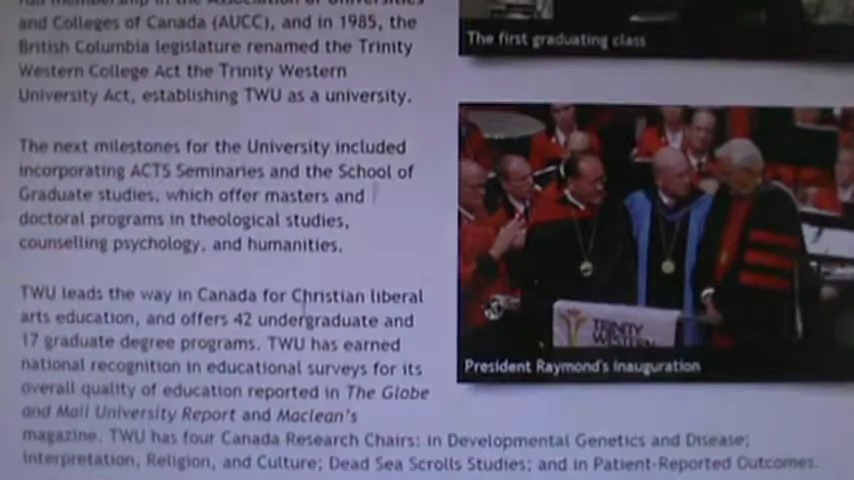 full membership in the Association of Universities
and Colleges of Canada (AUCC), and in 1985, the
British Columbia legislature renamed the Trinity
Western College Act the Trinity Western
University Act, establishing TWU as a university.
The next milestones for the University included
incorporating ACTS Seminaries and the School of
Graduate studies, which offer masters and
doctoral programs in theological studies,
counselling psychology, and humanities.
TWU leads the way in Canada for Christian liberal
arts education, and offers 42 undergraduate and
17 graduate degree programs. TWU has earned
national recognition in educational surveys for its
overall quality of education reported in The Globe
and Mail University Report and Maclean's
magazine. TWU has four Canada Research Chairs: in Developmental Genetics and Disease;
Interpretation, Religion, and Culture; Dead Sea Scrolls Studies; and in Patient-Reported Outcomes.
The first graduating class
TRINITY
WESTERN
President Raymond's inauguration